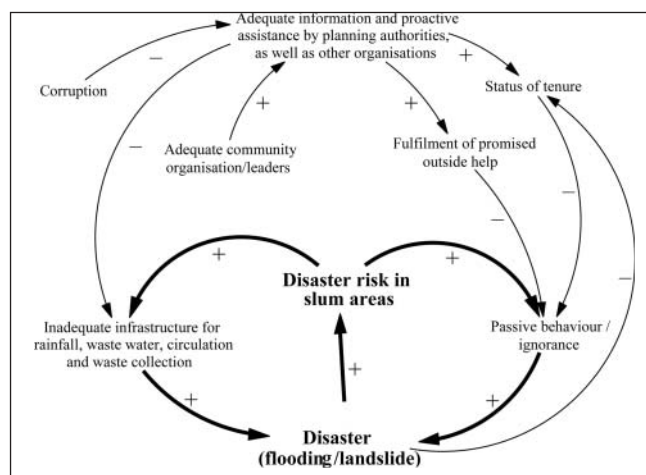 Adequate information and proactive
assistance by planning authorities,
as well as other organisations
−
+
Corruption
Status of tenure
+
+
−
Adequate community
organisation/leaders
Fulfilment of promised
outside help
−
−
+
+
Disaster risk in
slum areas
−
Inadequate infrastructure for
rainfall, waste water, circulation
and waste collection
Passive behaviour /
ignorance
+
+
+
Disaster
(flooding/landslide)